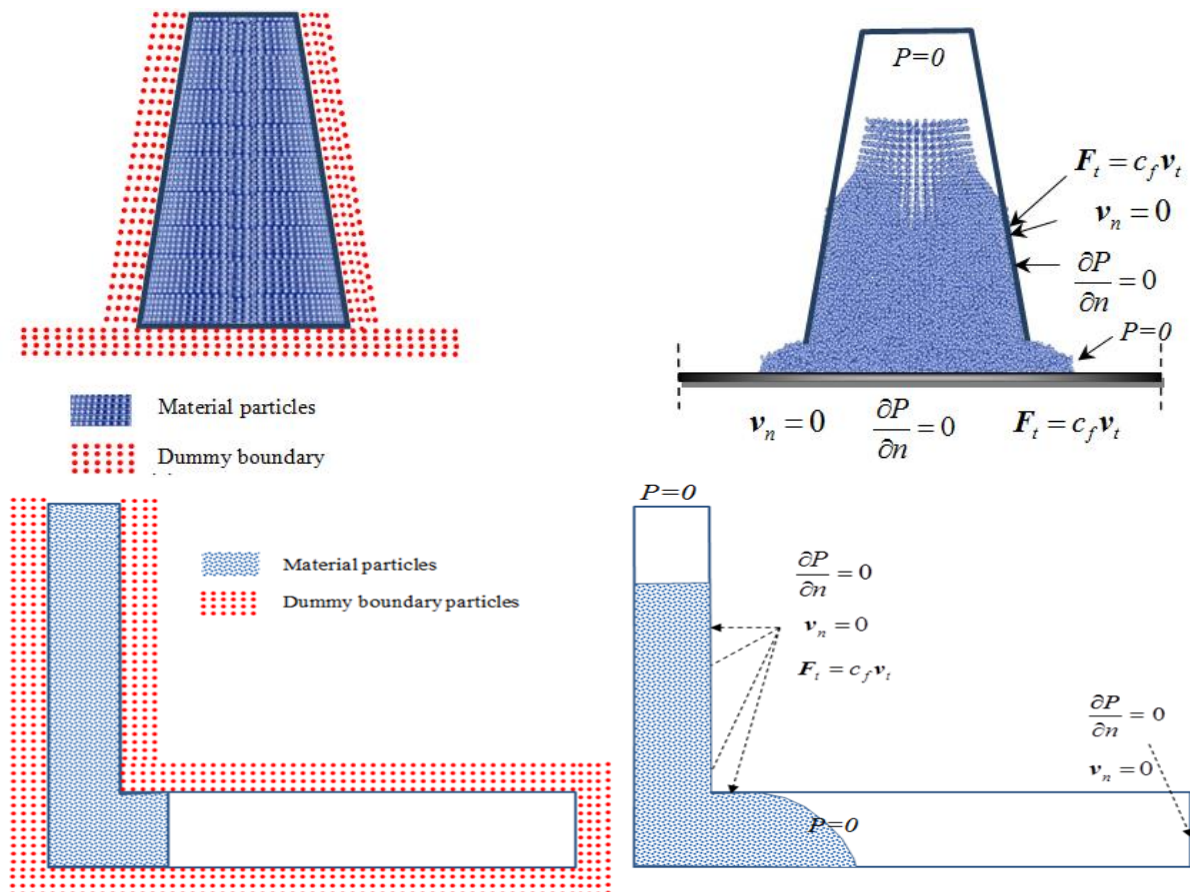 P=0
F_t = c_f v_t
v_n = 0
∂P/∂n = 0
P=0
v_n = 0 ∂P/∂n = 0 F_t = c_f v_t
Material particles
Dummy boundary
P=0
Material particles
Dummy boundary particles
∂P/∂n = 0
v_n = 0
F_t = c_f v_t
∂P/∂n = 0
v_n = 0
P=0